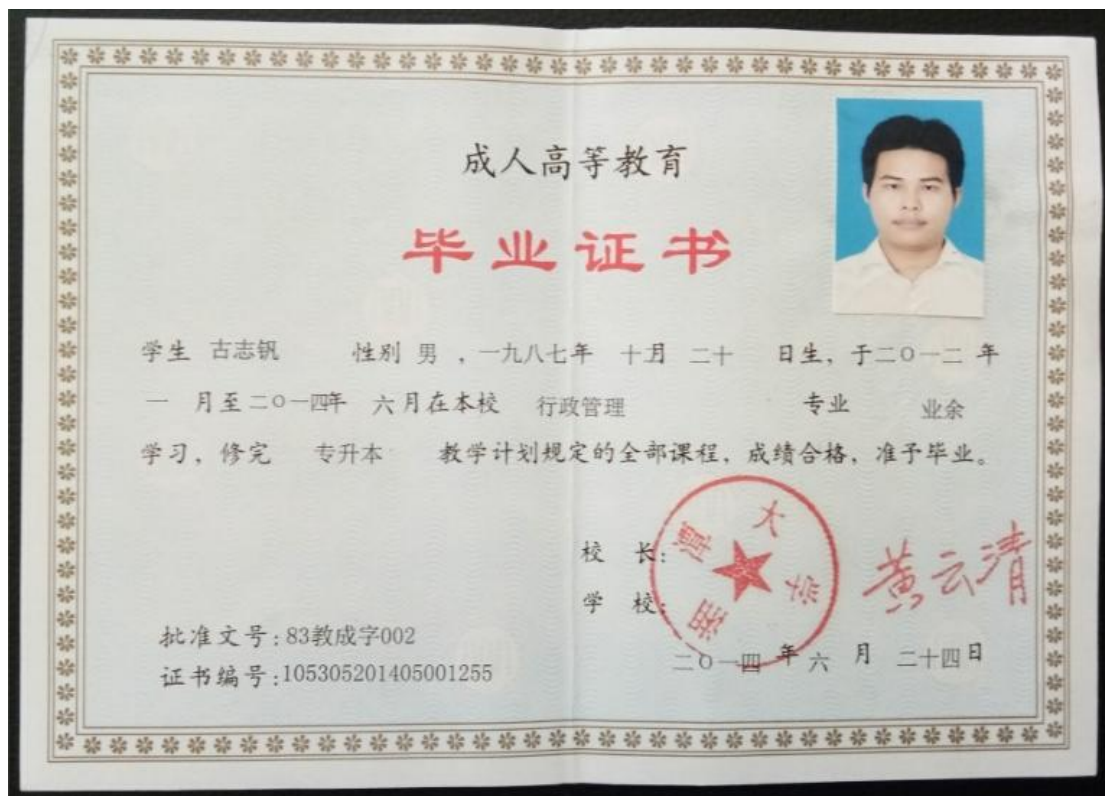 成人高等教育
毕业证书
学生 古志钒 性别 男 ，一九八七年 十月 二十 日生，于二〇一二 年
一 月至二〇一四年 六月在本校 行政管理 专业 业余
学习，修完 专升本 教学计划规定的全部课程，成绩合格，准予毕业。
校 长：
黄云清
学 校：
湘潭大学
批准文号：83教成字002
二〇一四 年 六 月 二十四日
证书编号：105305201405001255